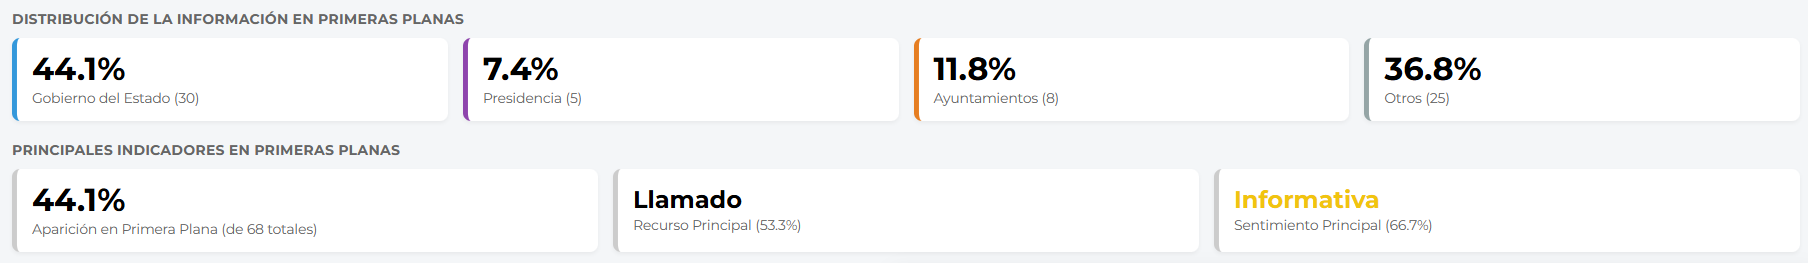 DISTRIBUCIÓN DE LA INFORMACIÓN EN PRIMERAS PLANAS
44.1%
Gobierno del Estado (30)
7.4%
Presidencia (5)
11.8%
Ayuntamientos (8)
36.8%
Otros (25)
PRINCIPALES INDICADORES EN PRIMERAS PLANAS
44.1%
Aparición en Primera Plana (de 68 totales)
Llamado
Recurso Principal (53.3%)
Informativa
Sentimiento Principal (66.7%)